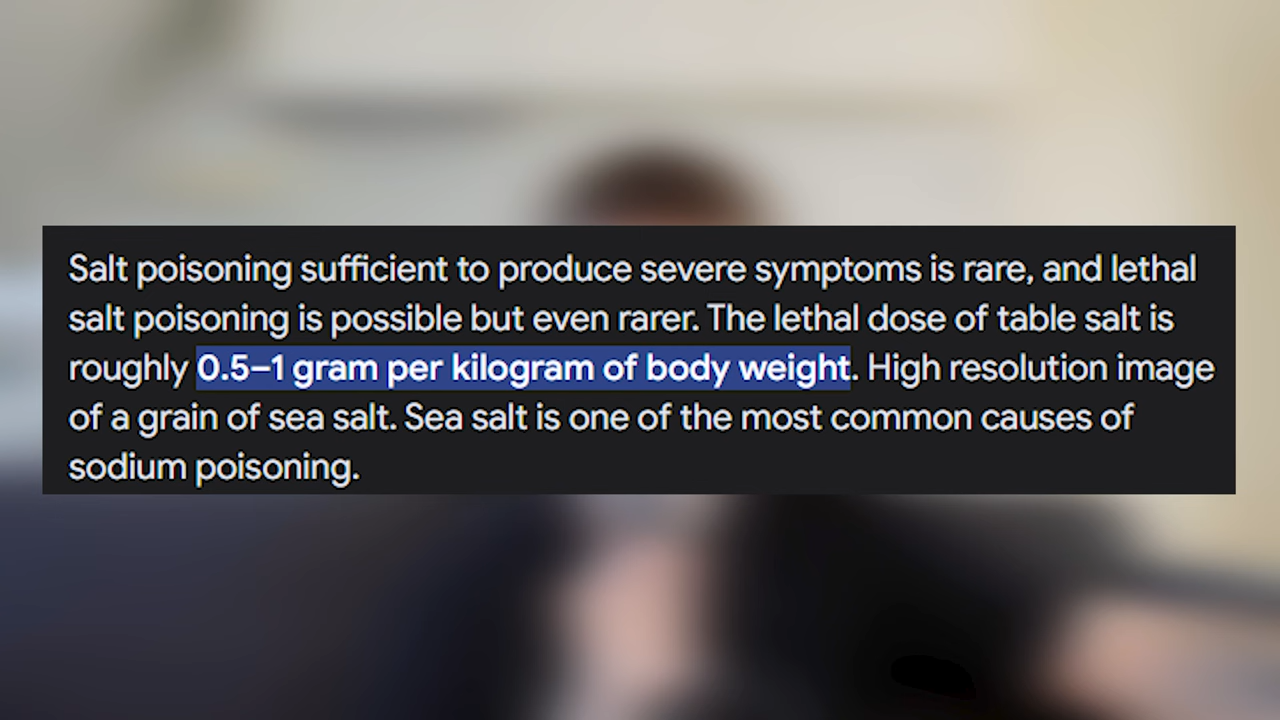 Salt poisoning sufficient to produce severe symptoms is rare, and lethal
salt poisoning is possible but even rarer. The lethal dose of table salt is
roughly 0.5–1 gram per kilogram of body weight. High resolution image
of a grain of sea salt. Sea salt is one of the most common causes of
sodium poisoning.